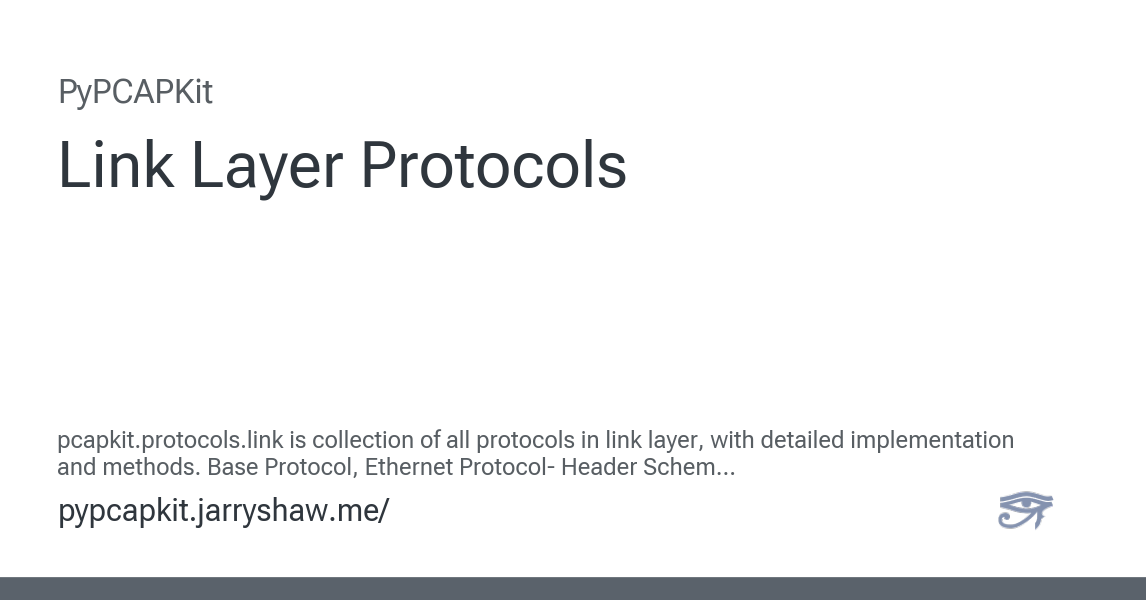 PyPCAPKit
Link Layer Protocols
pcapkit.protocols.link is collection of all protocols in link layer, with detailed implementation
and methods. Base Protocol, Ethernet Protocol- Header Schem...
pypcapkit.jarryshaw.me/